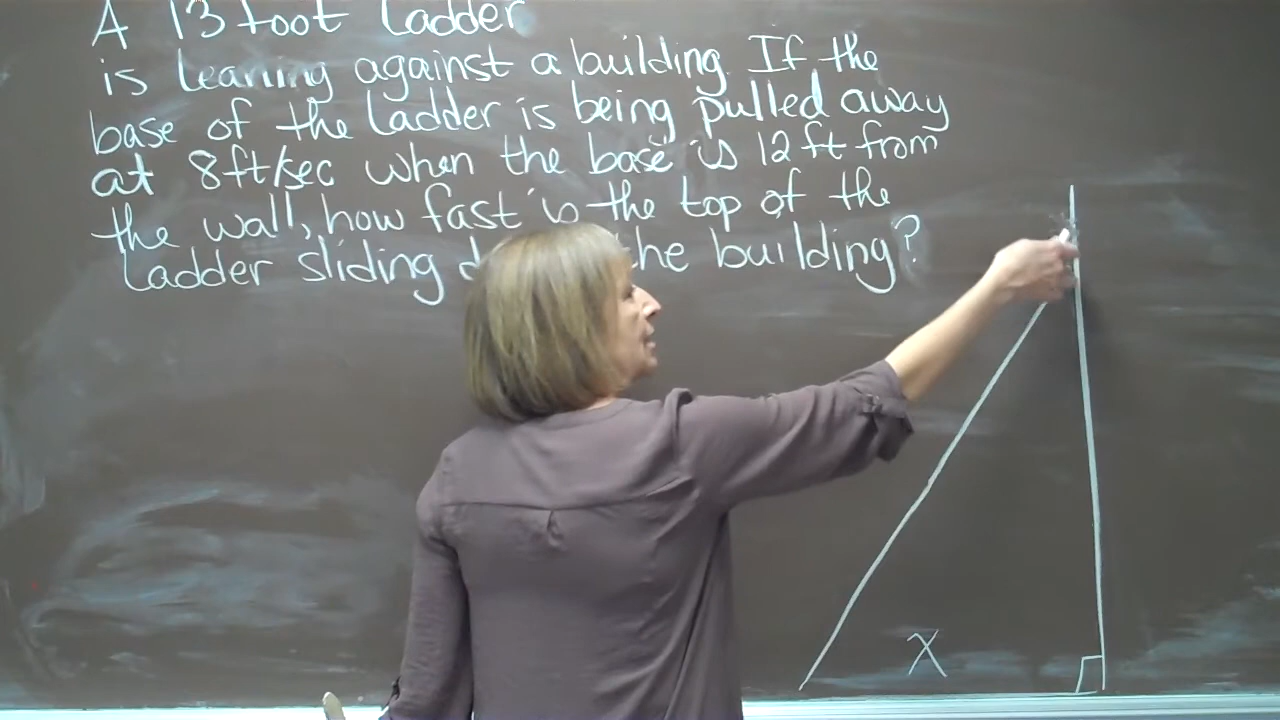 A 13 foot Ladder
is leaning against a building. If the
base of the Ladder is being pulled away
at 8ft/sec when the base is 12 ft from
the wall, how fast is the top of the
Ladder sliding the building?
X